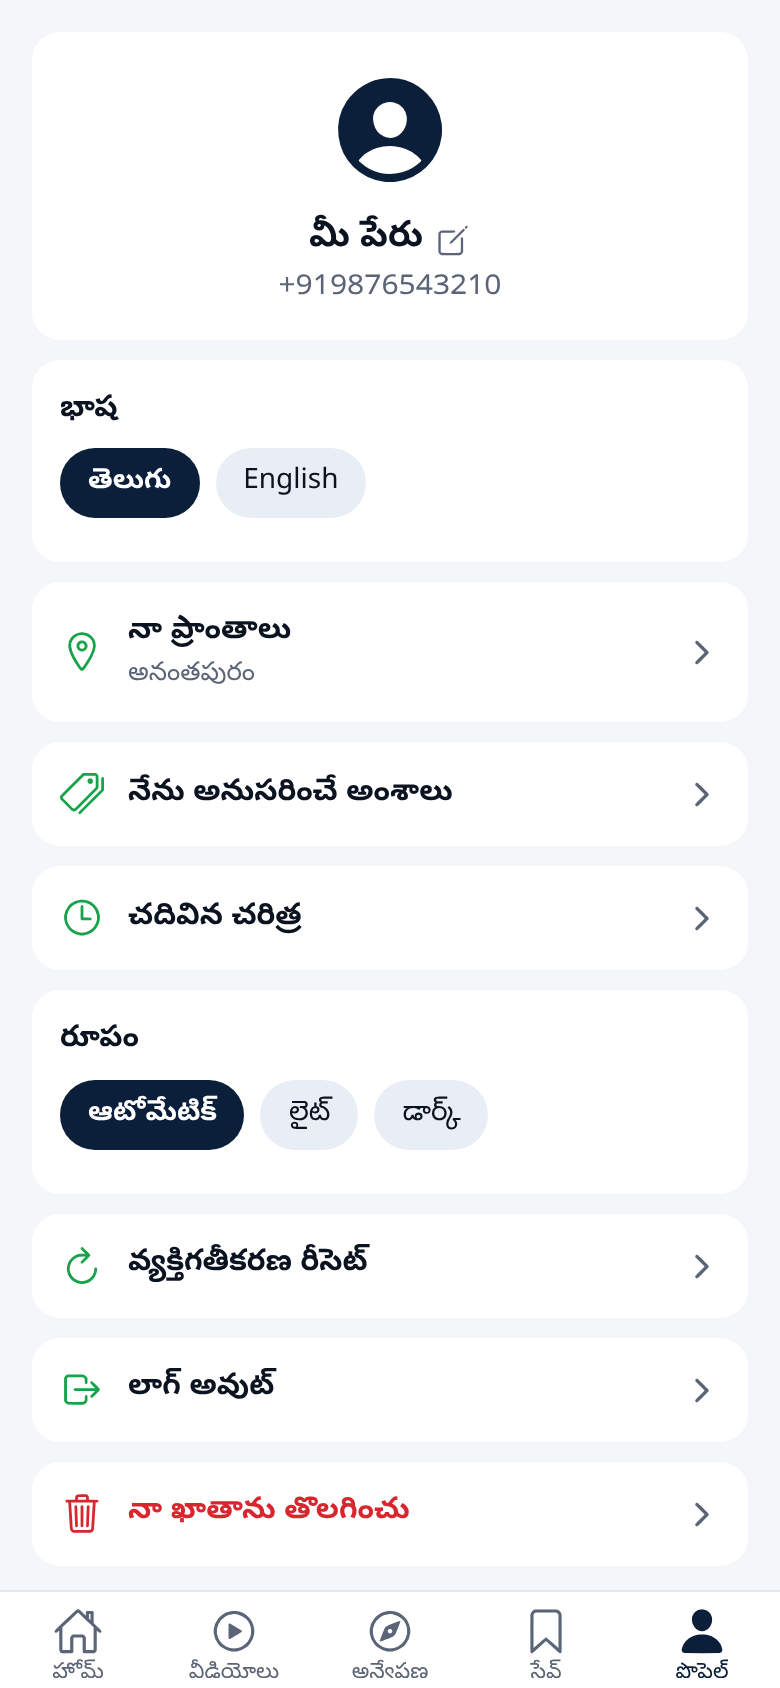 మీ పేరు
+919876543210
భాష
తెలుగు
English
నా ప్రాంతాలు
అనంతపురం
నేను అనుసరించే అంశాలు
చదివిన చరిత్ర
రూపం
ఆటోమేటిక్
లైట్
డార్క్
వ్యక్తిగతీకరణ రీసెట్
లాగ్ అవుట్
నా ఖాతాను తొలగించు
హోమ్
వీడియోలు
అన్వేషణ
సేవ్
ప్రొఫైల్